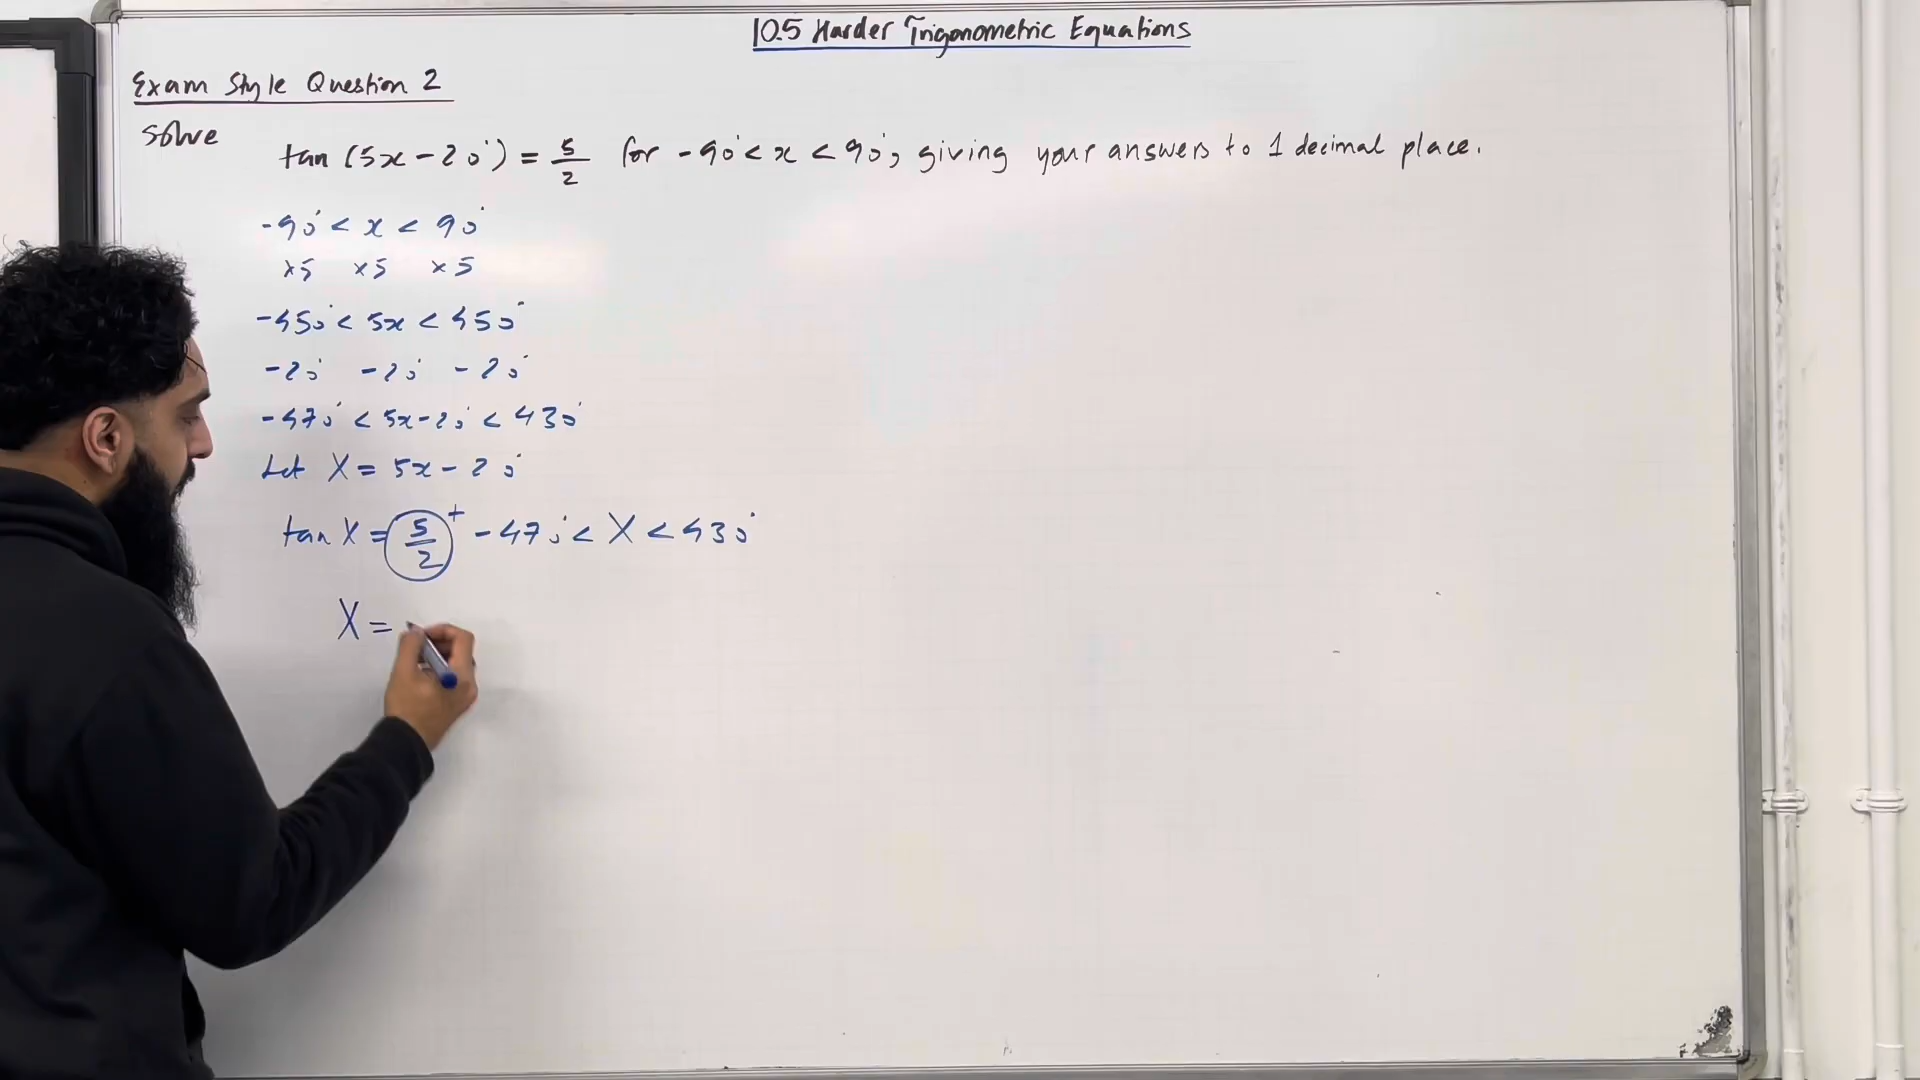 10.5 Harder Trigonometric Equations
Exam Style Question 2
Solve
tan (5x - 20°) = 5/2 for -90° < x < 90°, giving your answers to 1 decimal place.
-90° < x < 90°
×5 ×5 ×5
-450° < 5x < 450°
-20° -20° -20°
-470° < 5x - 20° < 430°
Let X = 5x - 20°
tan X = 5/2 + -470° < X < 430°
X =